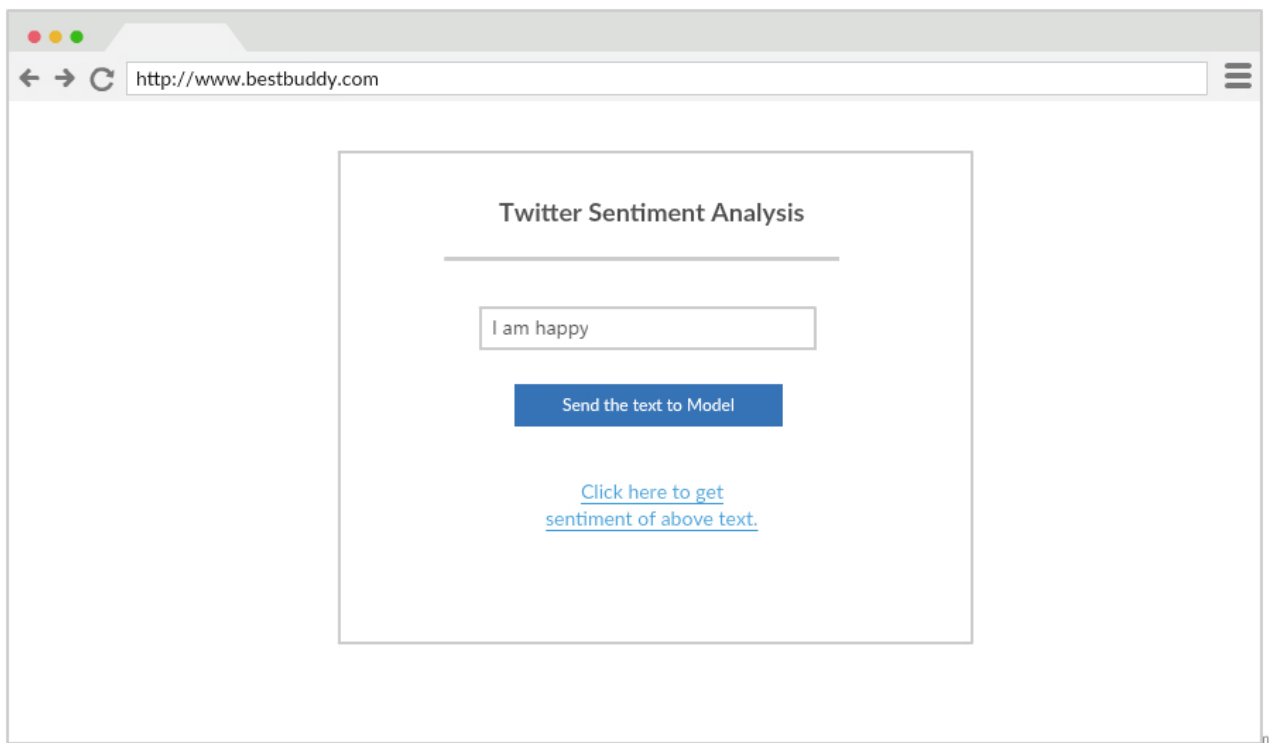 http://www.bestbuddy.com
Twitter Sentiment Analysis
I am happy
Send the text to Model
Click here to get
sentiment of above text.